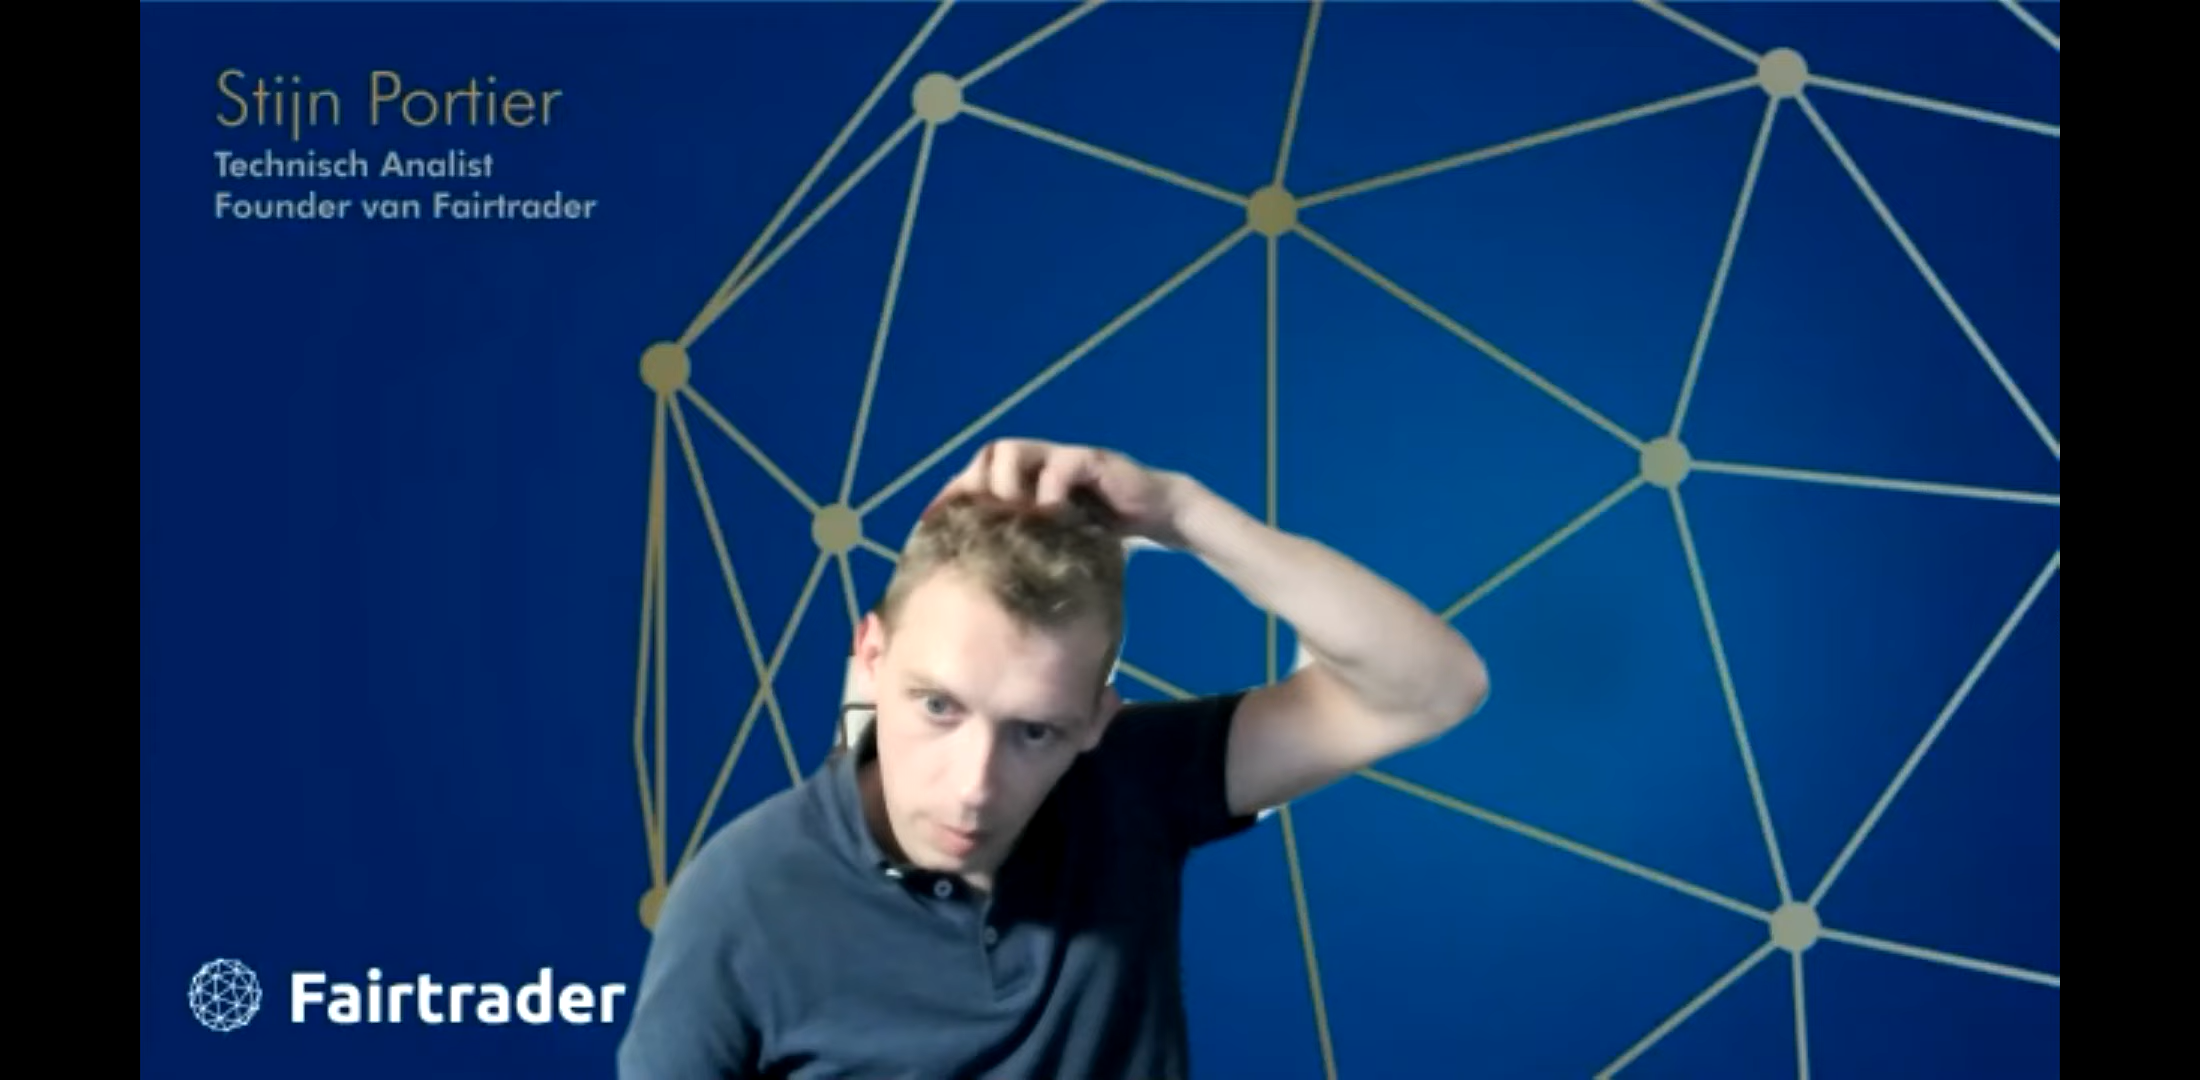 Stijn Portier
Technisch Analist
Founder van Fairtrader
Fairtrader